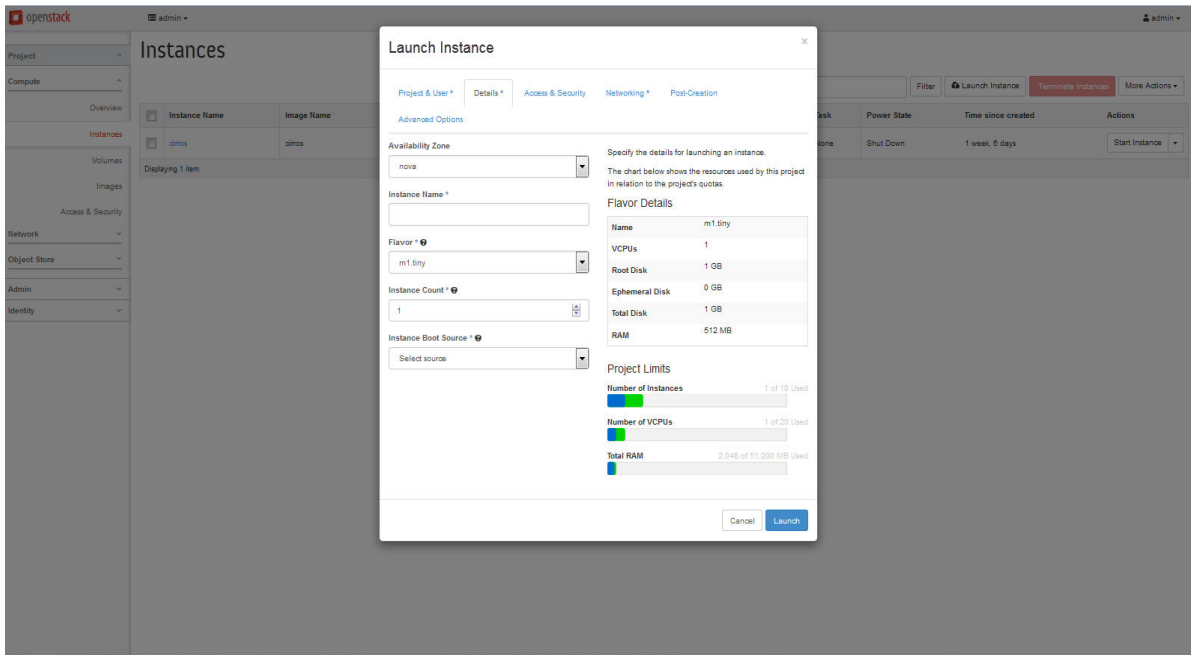 openstack
admin
admin
Project
Compute
Overview
Instances
Volumes
Images
Access & Security
Network
Object Store
Admin
Identity
Instances
Filter
Launch Instance
Terminate Instances
More Actions
Instance Name
Image Name
Task
Power State
Time since created
Actions
cirros
cirros
None
Shut Down
1 week, 6 days
Start Instance
Displaying 1 item
Launch Instance
×
Project & User *
Details *
Access & Security
Networking *
Post-Creation
Advanced Options
Availability Zone
nova
Instance Name *
Flavor *
m1.tiny
Instance Count *
1
Instance Boot Source *
Select source
Specify the details for launching an instance.
The chart below shows the resources used by this project
in relation to the project's quotas.
Flavor Details
Name m1.tiny
VCPUs 1
Root Disk 1 GB
Ephemeral Disk 0 GB
Total Disk 1 GB
RAM 512 MB
Project Limits
Number of Instances 1 of 10 Used
Number of VCPUs 1 of 20 Used
Total RAM 2,048 of 51,200 MB Used
Cancel
Launch